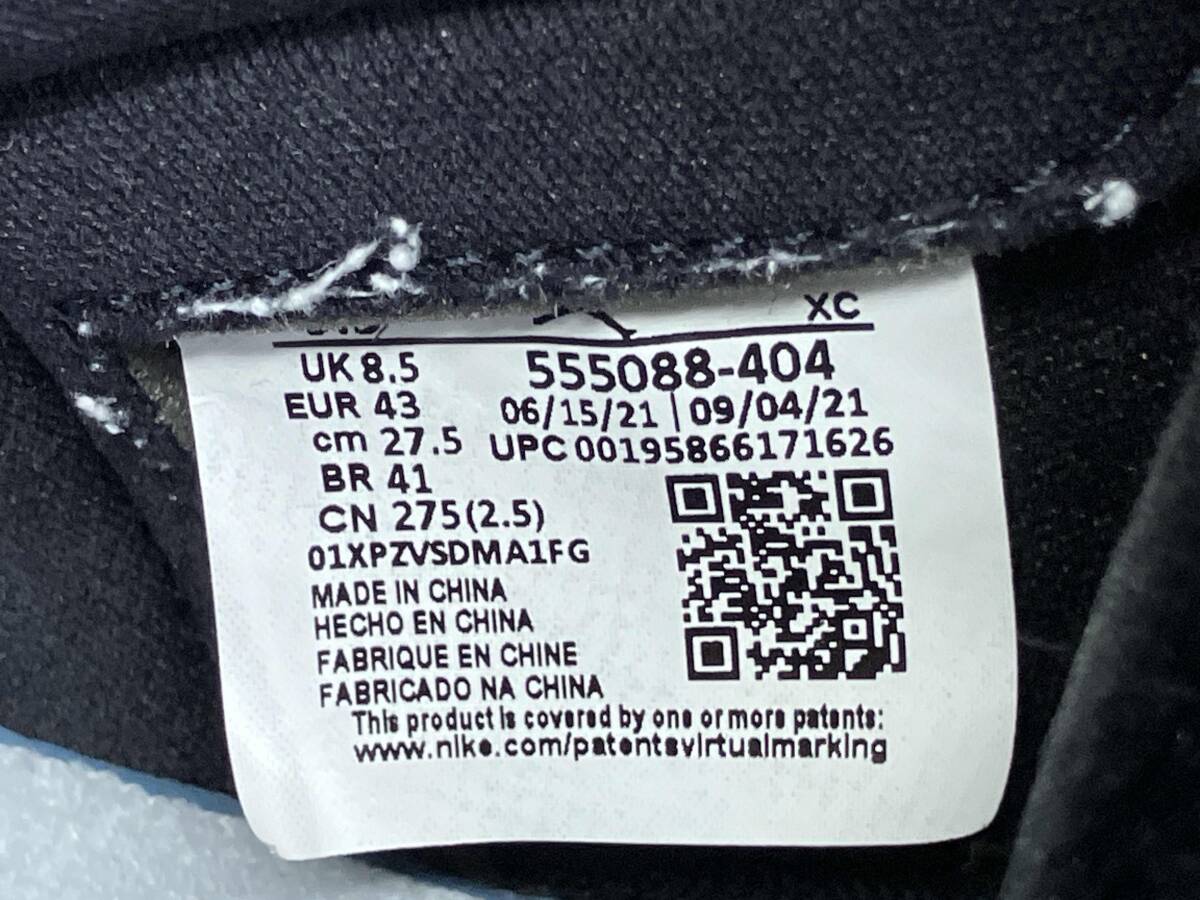 XC
UK 8.5
555088-404
EUR 43
06/15/21 | 09/04/21
cm 27.5
UPC 00195866171626
BR 41
CN 275(2.5)
01XPZVSDMA1FG
MADE IN CHINA
HECHO EN CHINA
FABRIQUE EN CHINE
FABRICADO NA CHINA
This product is covered by one or more patents:
www.nike.com/patentsvirtualmarking